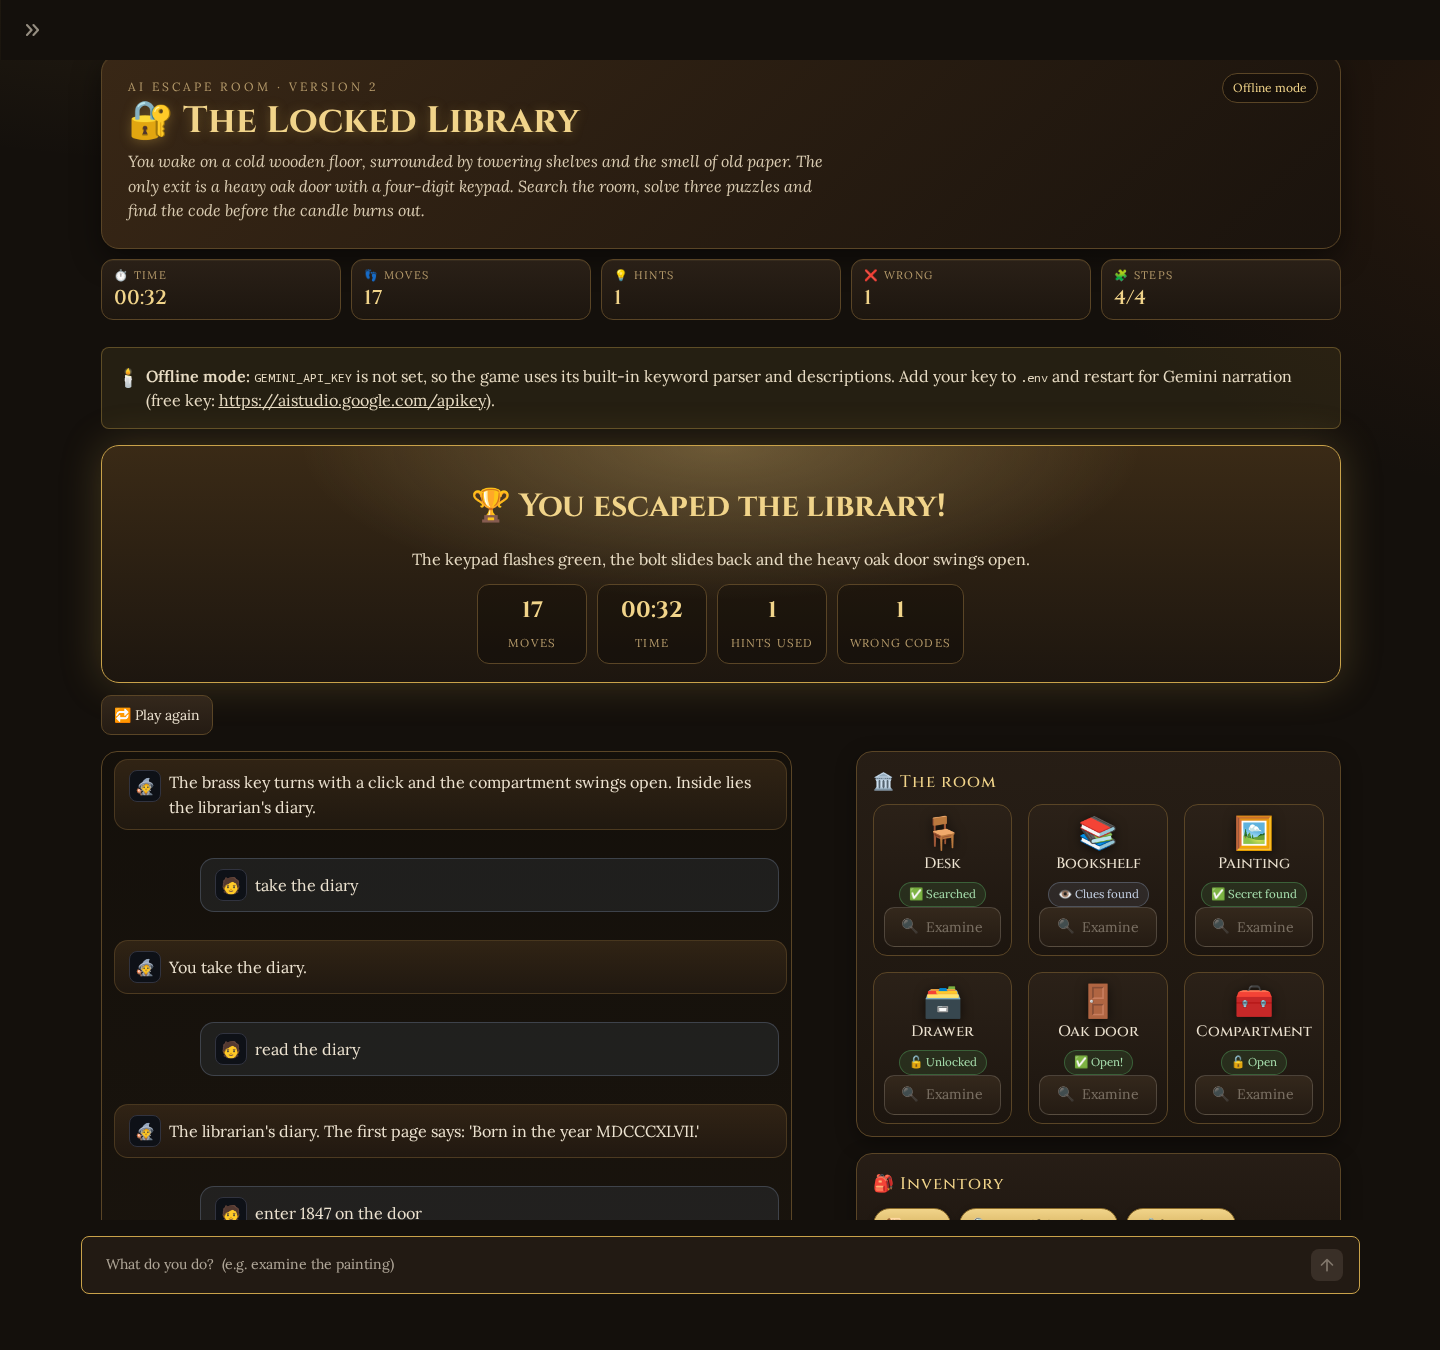 AI ESCAPE ROOM · VERSION 2
Offline mode
🔐 The Locked Library
You wake on a cold wooden floor, surrounded by towering shelves and the smell of old paper. The
only exit is a heavy oak door with a four-digit keypad. Search the room, solve three puzzles and
find the code before the candle burns out.
⏱️ TIME
00:32
👣 MOVES
17
💡 HINTS
1
❌ WRONG
1
🧩 STEPS
4/4
Offline mode: GEMINI_API_KEY is not set, so the game uses its built-in keyword parser and descriptions. Add your key to .env and restart for Gemini narration
(free key: https://aistudio.google.com/apikey).
🏆 You escaped the library!
The keypad flashes green, the bolt slides back and the heavy oak door swings open.
17
MOVES
00:32
TIME
1
HINTS USED
1
WRONG CODES
🔁 Play again
The brass key turns with a click and the compartment swings open. Inside lies
the librarian's diary.
take the diary
You take the diary.
read the diary
The librarian's diary. The first page says: 'Born in the year MDCCCXLVII.'
enter 1847 on the door
🏛️ The room
Desk
✅ Searched
🔍 Examine
Bookshelf
👁️ Clues found
🔍 Examine
Painting
✅ Secret found
🔍 Examine
Drawer
🔓 Unlocked
🔍 Examine
Oak door
✅ Open!
🔍 Examine
Compartment
🔓 Open
🔍 Examine
🎒 Inventory
What do you do? (e.g. examine the painting)